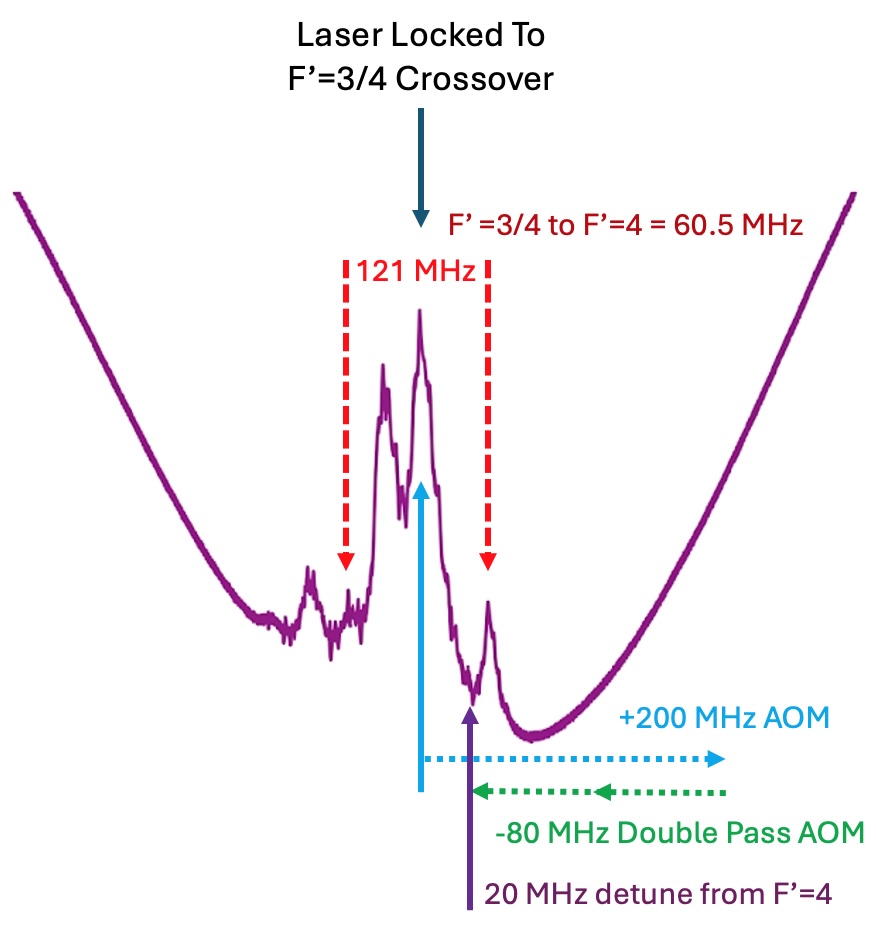 Laser Locked To
F’=3/4 Crossover
F’ =3/4 to F’=4 = 60.5 MHz
121 MHz
+200 MHz AOM
-80 MHz Double Pass AOM
20 MHz detune from F’=4